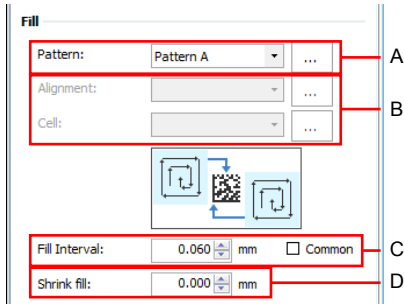 Fill
Pattern: Pattern A ... A
Alignment: ... B
Cell: ...
Fill Interval: 0.060 mm Common C
Shrink fill: 0.000 mm D